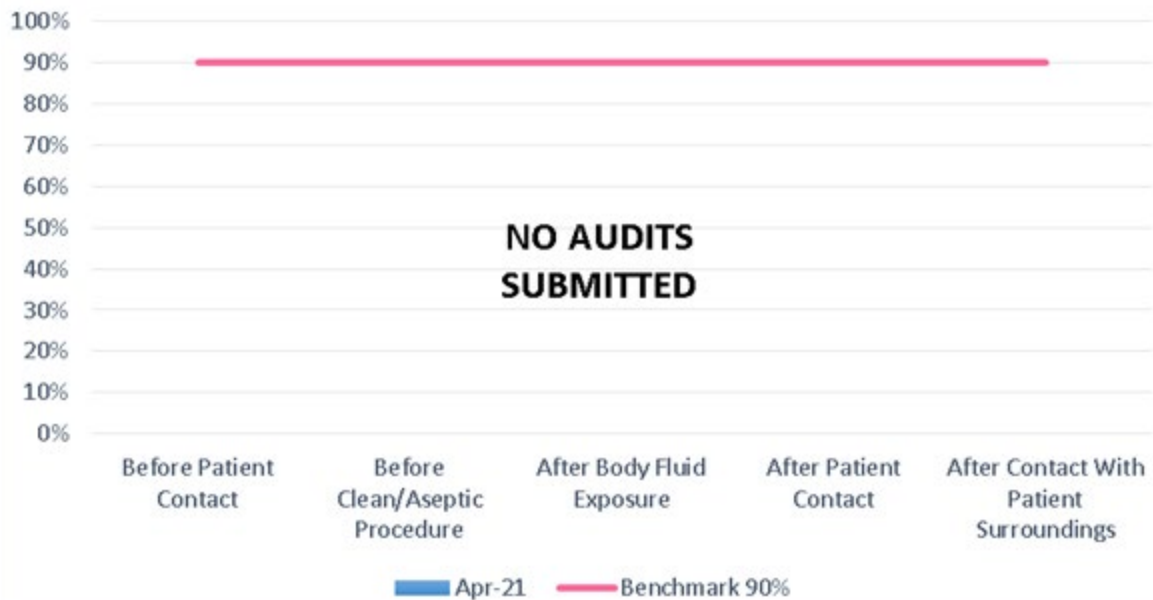 100%
90%
80%
70%
60%
50%
40%
30%
20%
10%
0%
NO AUDITS
SUBMITTED
Before Patient
Contact
Before
Clean/Aseptic
Procedure
After Body Fluid
Exposure
After Patient
Contact
After Contact With
Patient
Surroundings
Apr-21
Benchmark 90%